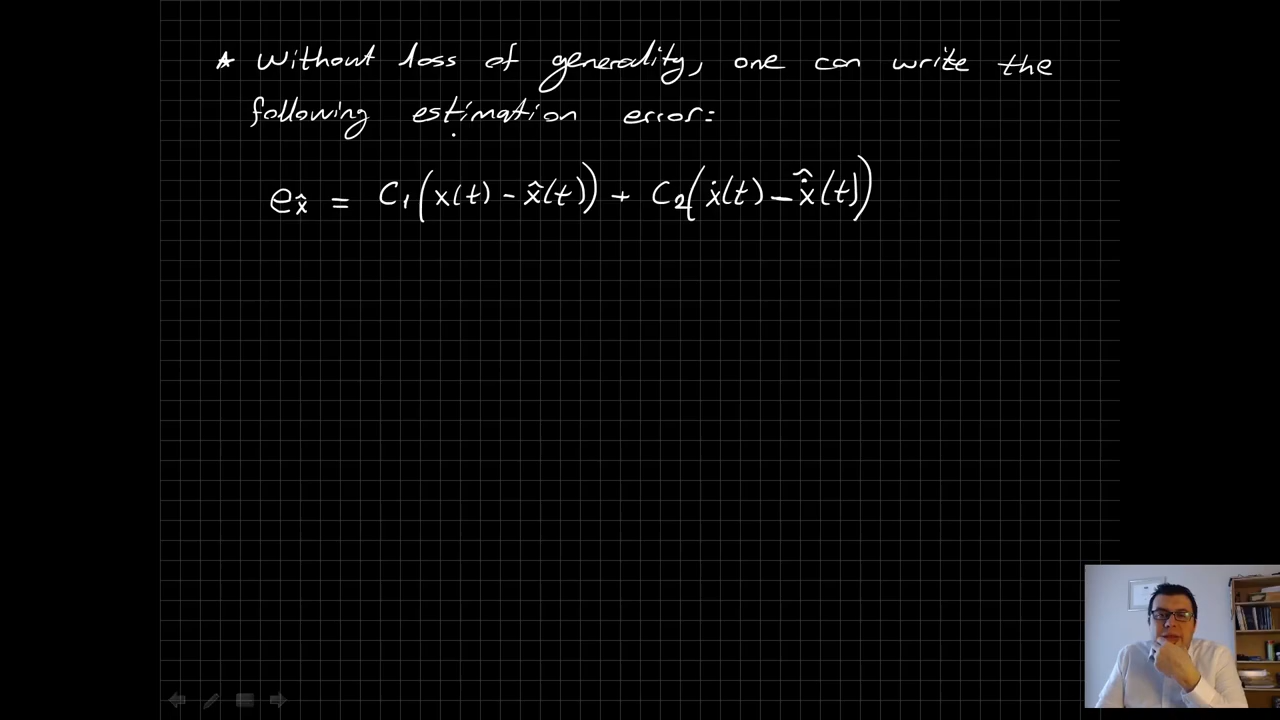 * Without loss of generality, one can write the
following estimation error:
e_x̂ = C₁(x(t) - x̂(t)) + C₂(ẋ(t) - ẋ̂(t))